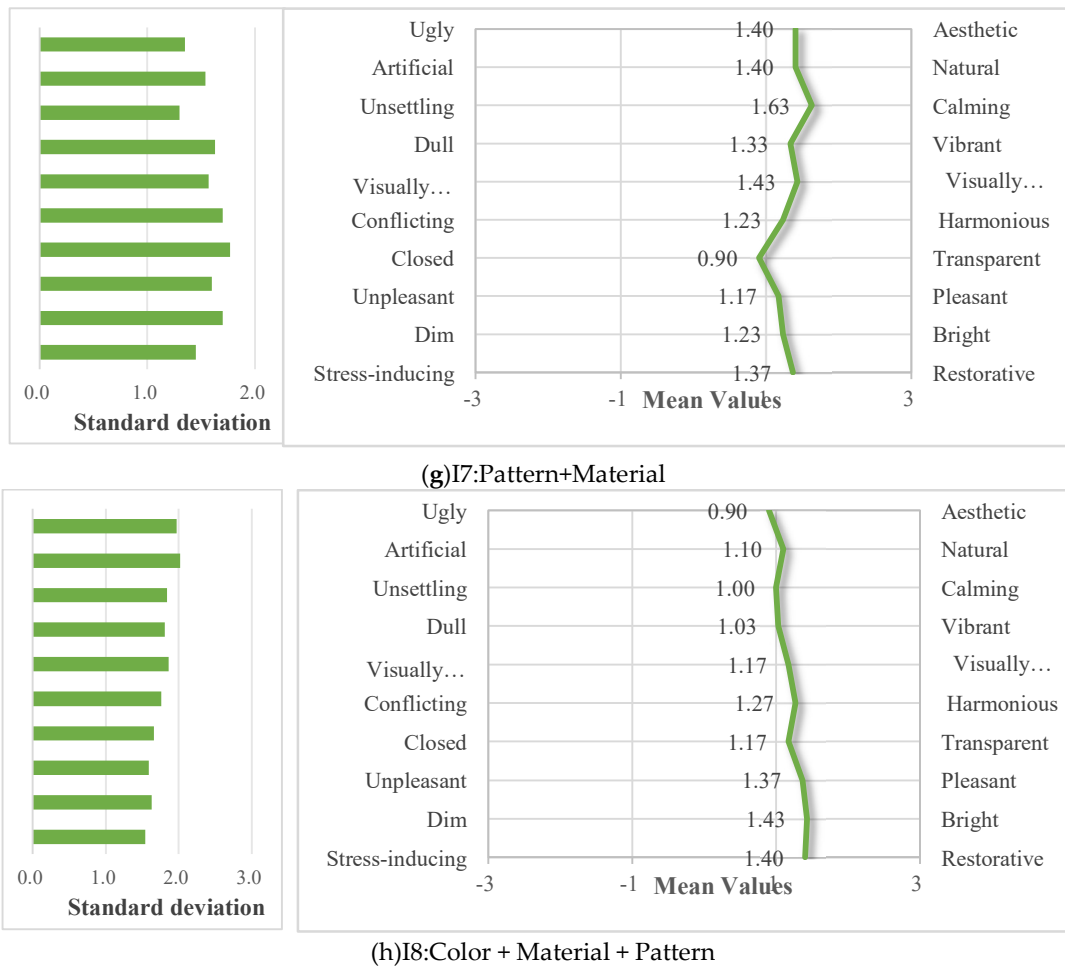 Ugly 1.40 Aesthetic
Artificial 1.40 Natural
Unsettling 1.63 Calming
Dull 1.33 Vibrant
Visually… 1.43 Visually…
Conflicting 1.23 Harmonious
Closed 0.90 Transparent
Unpleasant 1.17 Pleasant
Dim 1.23 Bright
Stress-inducing 1.37 Restorative
0.0 1.0 2.0 -3 -1 1 3
Standard deviation Mean Values
(g)I7:Pattern+Material
Ugly 0.90 Aesthetic
Artificial 1.10 Natural
Unsettling 1.00 Calming
Dull 1.03 Vibrant
Visually… 1.17 Visually…
Conflicting 1.27 Harmonious
Closed 1.17 Transparent
Unpleasant 1.37 Pleasant
Dim 1.43 Bright
Stress-inducing 1.40 Restorative
0.0 1.0 2.0 3.0 -3 -1 1 3
Standard deviation Mean Values
(h)I8:Color + Material + Pattern